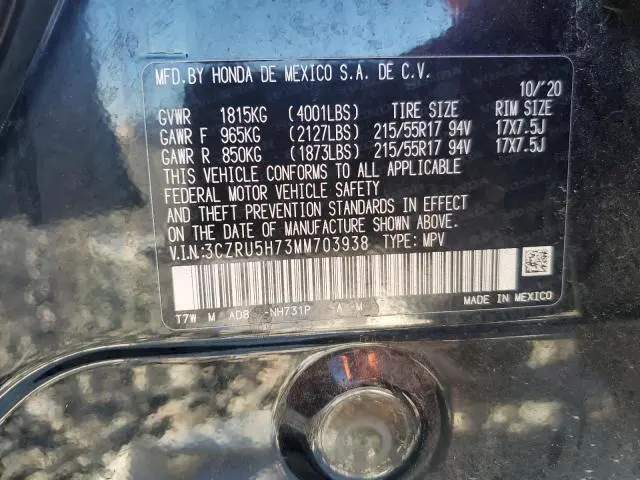 MFD. BY HONDA DE MEXICO S.A. DE C.V.
10/'20
GVWR 1815KG (4001LBS) TIRE SIZE RIM SIZE
GAWR F 965KG (2127LBS) 215/55R17 94V 17X7.5J
GAWR R 850KG (1873LBS) 215/55R17 94V 17X7.5J
THIS VEHICLE CONFORMS TO ALL APPLICABLE
FEDERAL MOTOR VEHICLE SAFETY
AND THEFT PREVENTION STANDARDS IN EFFECT
ON THE DATE OF MANUFACTURE SHOWN ABOVE.
V.I.N.:3CZRU5H73MM703938 TYPE: MPV
T7W M AD8 -NH731P -A-M
MADE IN MEXICO